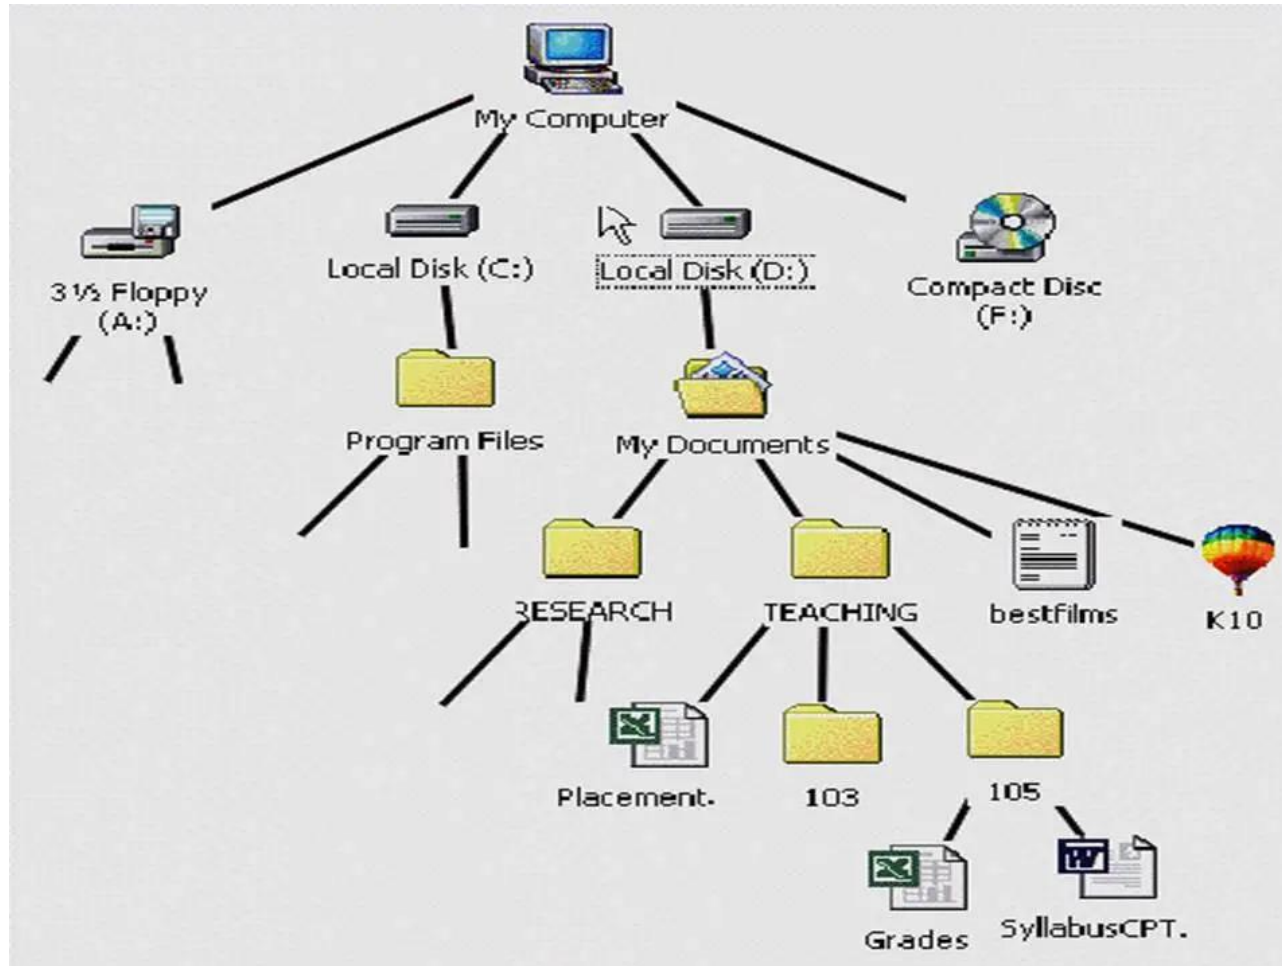 My Computer
3½ Floppy
(A:)
Local Disk (C:)
Local Disk (D:)
Compact Disc
(F:)
Program Files
My Documents
RESEARCH
TEACHING
bestfilms
K10
Placement.
103
105
Grades
SyllabusCPT.